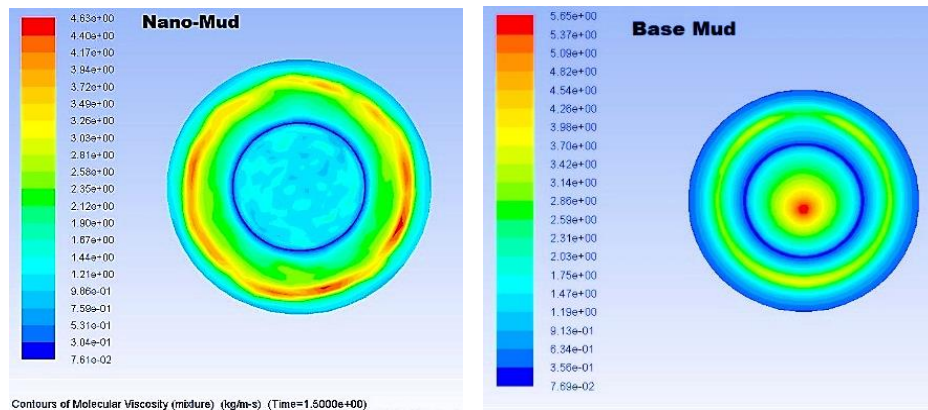 Nano-Mud
4.63e+00
4.40e+00
4.17e+00
3.94e+00
3.72e+00
3.49e+00
3.26e+00
3.03e+00
2.81e+00
2.58e+00
2.35e+00
2.12e+00
1.90e+00
1.67e+00
1.44e+00
1.21e+00
9.86e-01
7.59e-01
5.31e-01
3.04e-01
7.61e-02
Contours of Molecular Viscosity (mixture) (kg/m-s) (Time=1.5000e+00)
Base Mud
5.65e+00
5.37e+00
5.09e+00
4.82e+00
4.54e+00
4.26e+00
3.98e+00
3.70e+00
3.42e+00
3.14e+00
2.86e+00
2.59e+00
2.31e+00
2.03e+00
1.75e+00
1.47e+00
1.19e+00
9.13e-01
6.34e-01
3.56e-01
7.69e-02